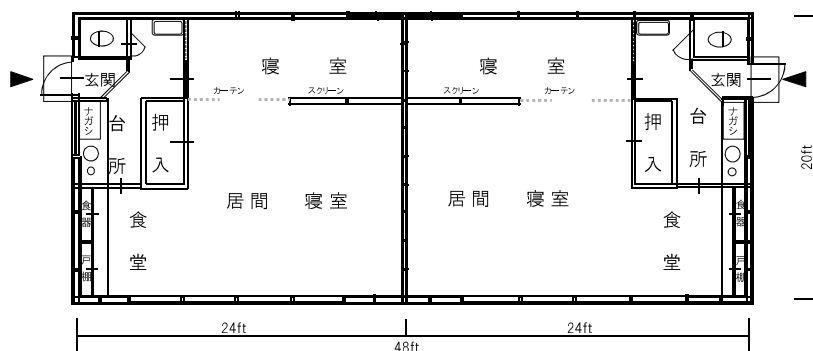 寝室
寝室
玄関
玄関
カーテン
スクリーン
スクリーン
カーテン
ナガシ
台所
押入
押入
台所
ナガシ
居間 寝室
居間 寝室
食器
戸棚
食堂
食堂
食器
戸棚
20ft
24ft
24ft
48ft